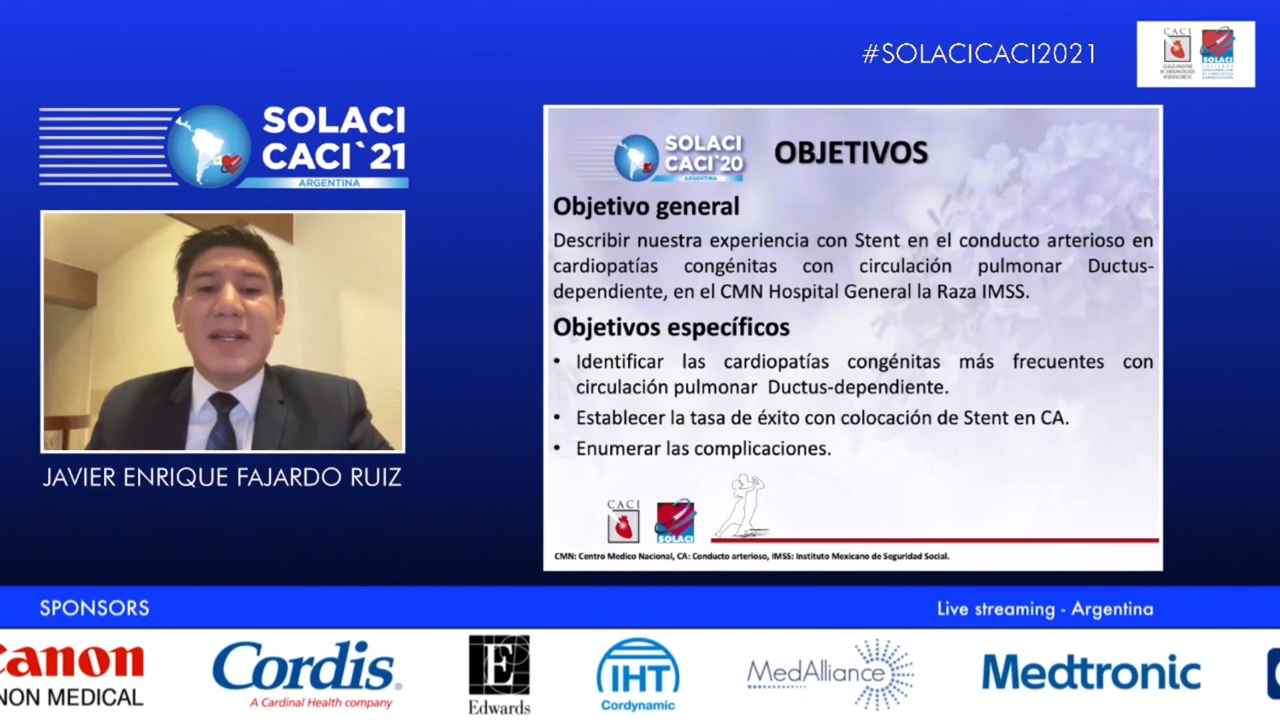 #SOLACICACI2021
CACI
SOLACI
SOLACI
CACI`21
ARGENTINA
JAVIER ENRIQUE FAJARDO RUIZ
SOLACI
CACI`20
ARGENTINA
OBJETIVOS
Objetivo general
Describir nuestra experiencia con Stent en el conducto arterioso en
cardiopatías congénitas con circulación pulmonar Ductus-
dependiente, en el CMN Hospital General la Raza IMSS.
Objetivos específicos
• Identificar las cardiopatías congénitas más frecuentes con
circulación pulmonar Ductus-dependiente.
• Establecer la tasa de éxito con colocación de Stent en CA.
• Enumerar las complicaciones.
CACI
SOLACI
CMN: Centro Medico Nacional, CA: Conducto arterioso, IMSS: Instituto Mexicano de Seguridad Social.
SPONSORS
Live streaming - Argentina
anon
NON MEDICAL
Cordis
A Cardinal Health company
E
Edwards
IHT
Cordynamic
MedAlliance
Medtronic